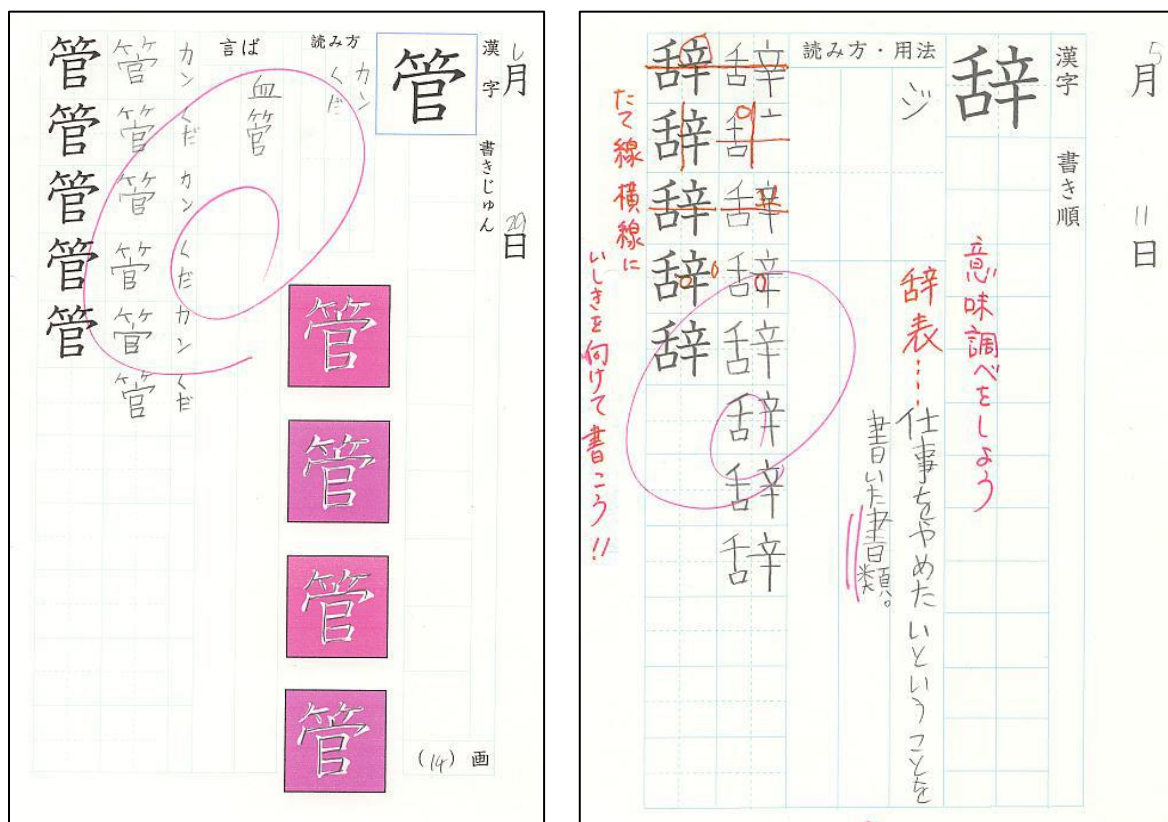 月29日
漢字 書きじゅん
管
(14)画
管
管
管
管
読み方
カン
くだ
言ば
血管
カン くだ カン くだ カン くだ
管管管管管管
管管管管管
5月11日
漢字 書き順
辞
意味調べをしよう
読み方・用法
ジ
辞表……仕事をやめたいということを
書いた書類。
辞辞辞辞辞辞辞
辞辞辞辞辞
たて線 横線に
いしきを向けて書こう!!